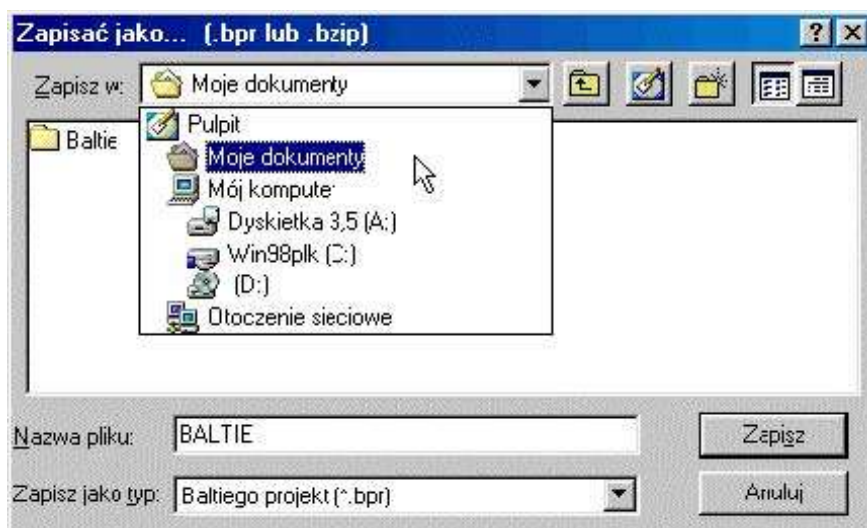 Zapisać jako... (.bpr lub .bzip)
Zapisz w: Moje dokumenty
Baltie
Pulpit
Moje dokumenty
Mój komputer
Dyskietka 3,5 (A:)
Win98plk (C:)
(D:)
Otoczenie sieciowe
Nazwa pliku: BALTIE
Zapisz
Zapisz jako typ: Baltiego projekt (*.bpr)
Anuluj